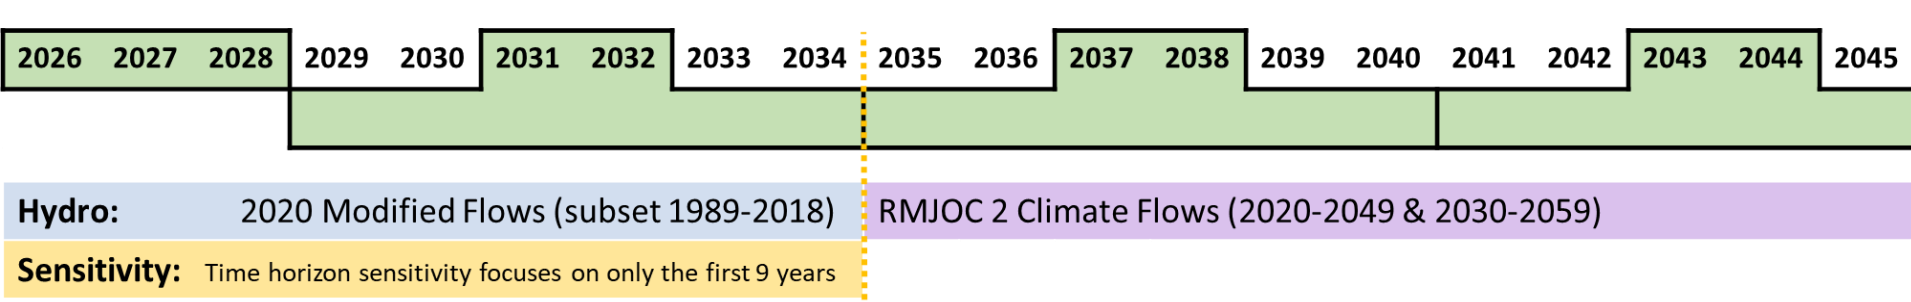 2026 2027 2028 2029 2030 2031 2032 2033 2034 2035 2036 2037 2038 2039 2040 2041 2042 2043 2044 2045
Hydro: 2020 Modified Flows (subset 1989-2018) RMJOC 2 Climate Flows (2020-2049 & 2030-2059)
Sensitivity: Time horizon sensitivity focuses on only the first 9 years